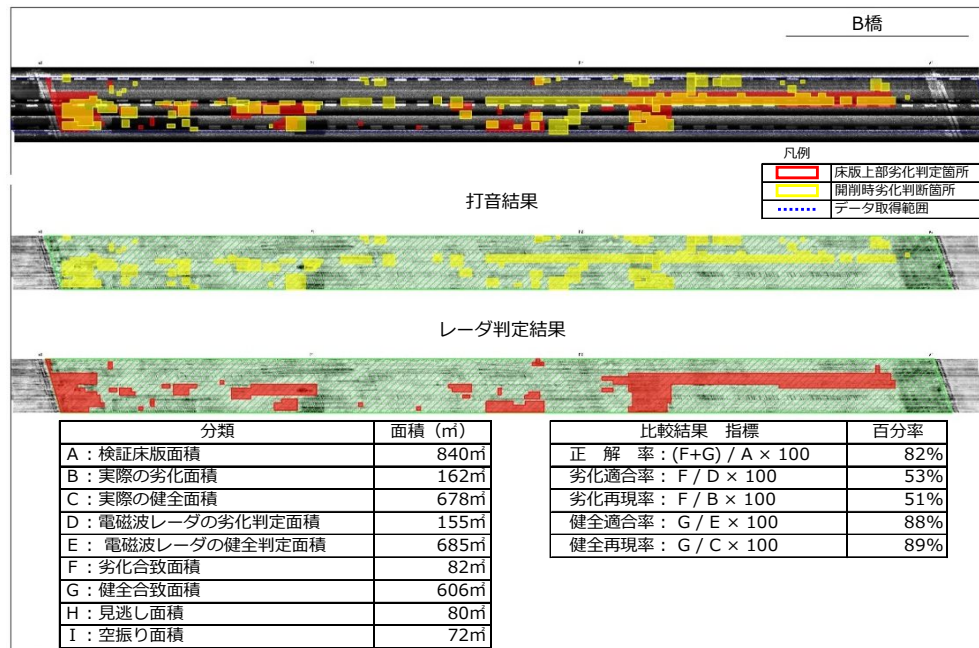 B橋
凡例
床版上部劣化判定箇所
開削時劣化判断箇所
データ取得範囲
打音結果
レーダ判定結果
分類 面積（㎡）
A：検証床版面積 840㎡
B：実際の劣化面積 162㎡
C：実際の健全面積 678㎡
D：電磁波レーダの劣化判定面積 155㎡
E： 電磁波レーダの健全判定面積 685㎡
F：劣化合致面積 82㎡
G：健全合致面積 606㎡
H：見逃し面積 80㎡
I：空振り面積 72㎡
比較結果 指標 百分率
正 解 率：(F+G) / A × 100 82%
劣化適合率： F / D × 100 53%
劣化再現率： F / B × 100 51%
健全適合率： G / E × 100 88%
健全再現率： G / C × 100 89%